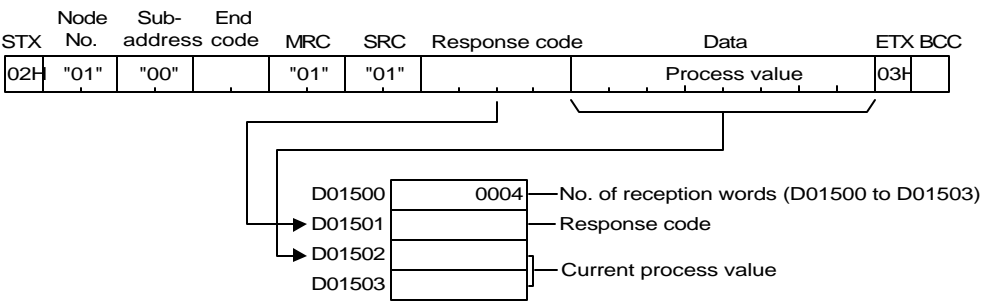 Node Sub- End
STX No. address code MRC SRC Response code Data ETX BCC
02H "01" "00" "01" "01" Process value 03H
D01500 0004 No. of reception words (D01500 to D01503)
D01501 Response code
D01502
Current process value
D01503